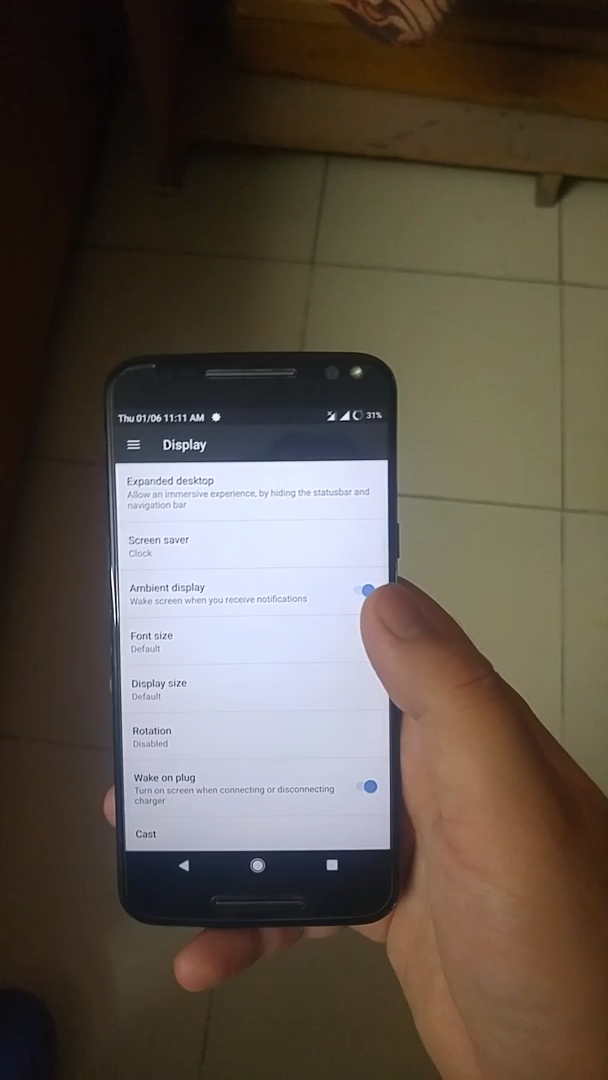 Thu 01/06 11:11 AM 31%
Display
Expanded desktop
Allow an immersive experience, by hiding the statusbar and
navigation bar
Screen saver
Clock
Ambient display
Wake screen when you receive notifications
Font size
Default
Display size
Default
Rotation
Disabled
Wake on plug
Turn on screen when connecting or disconnecting
charger
Cast